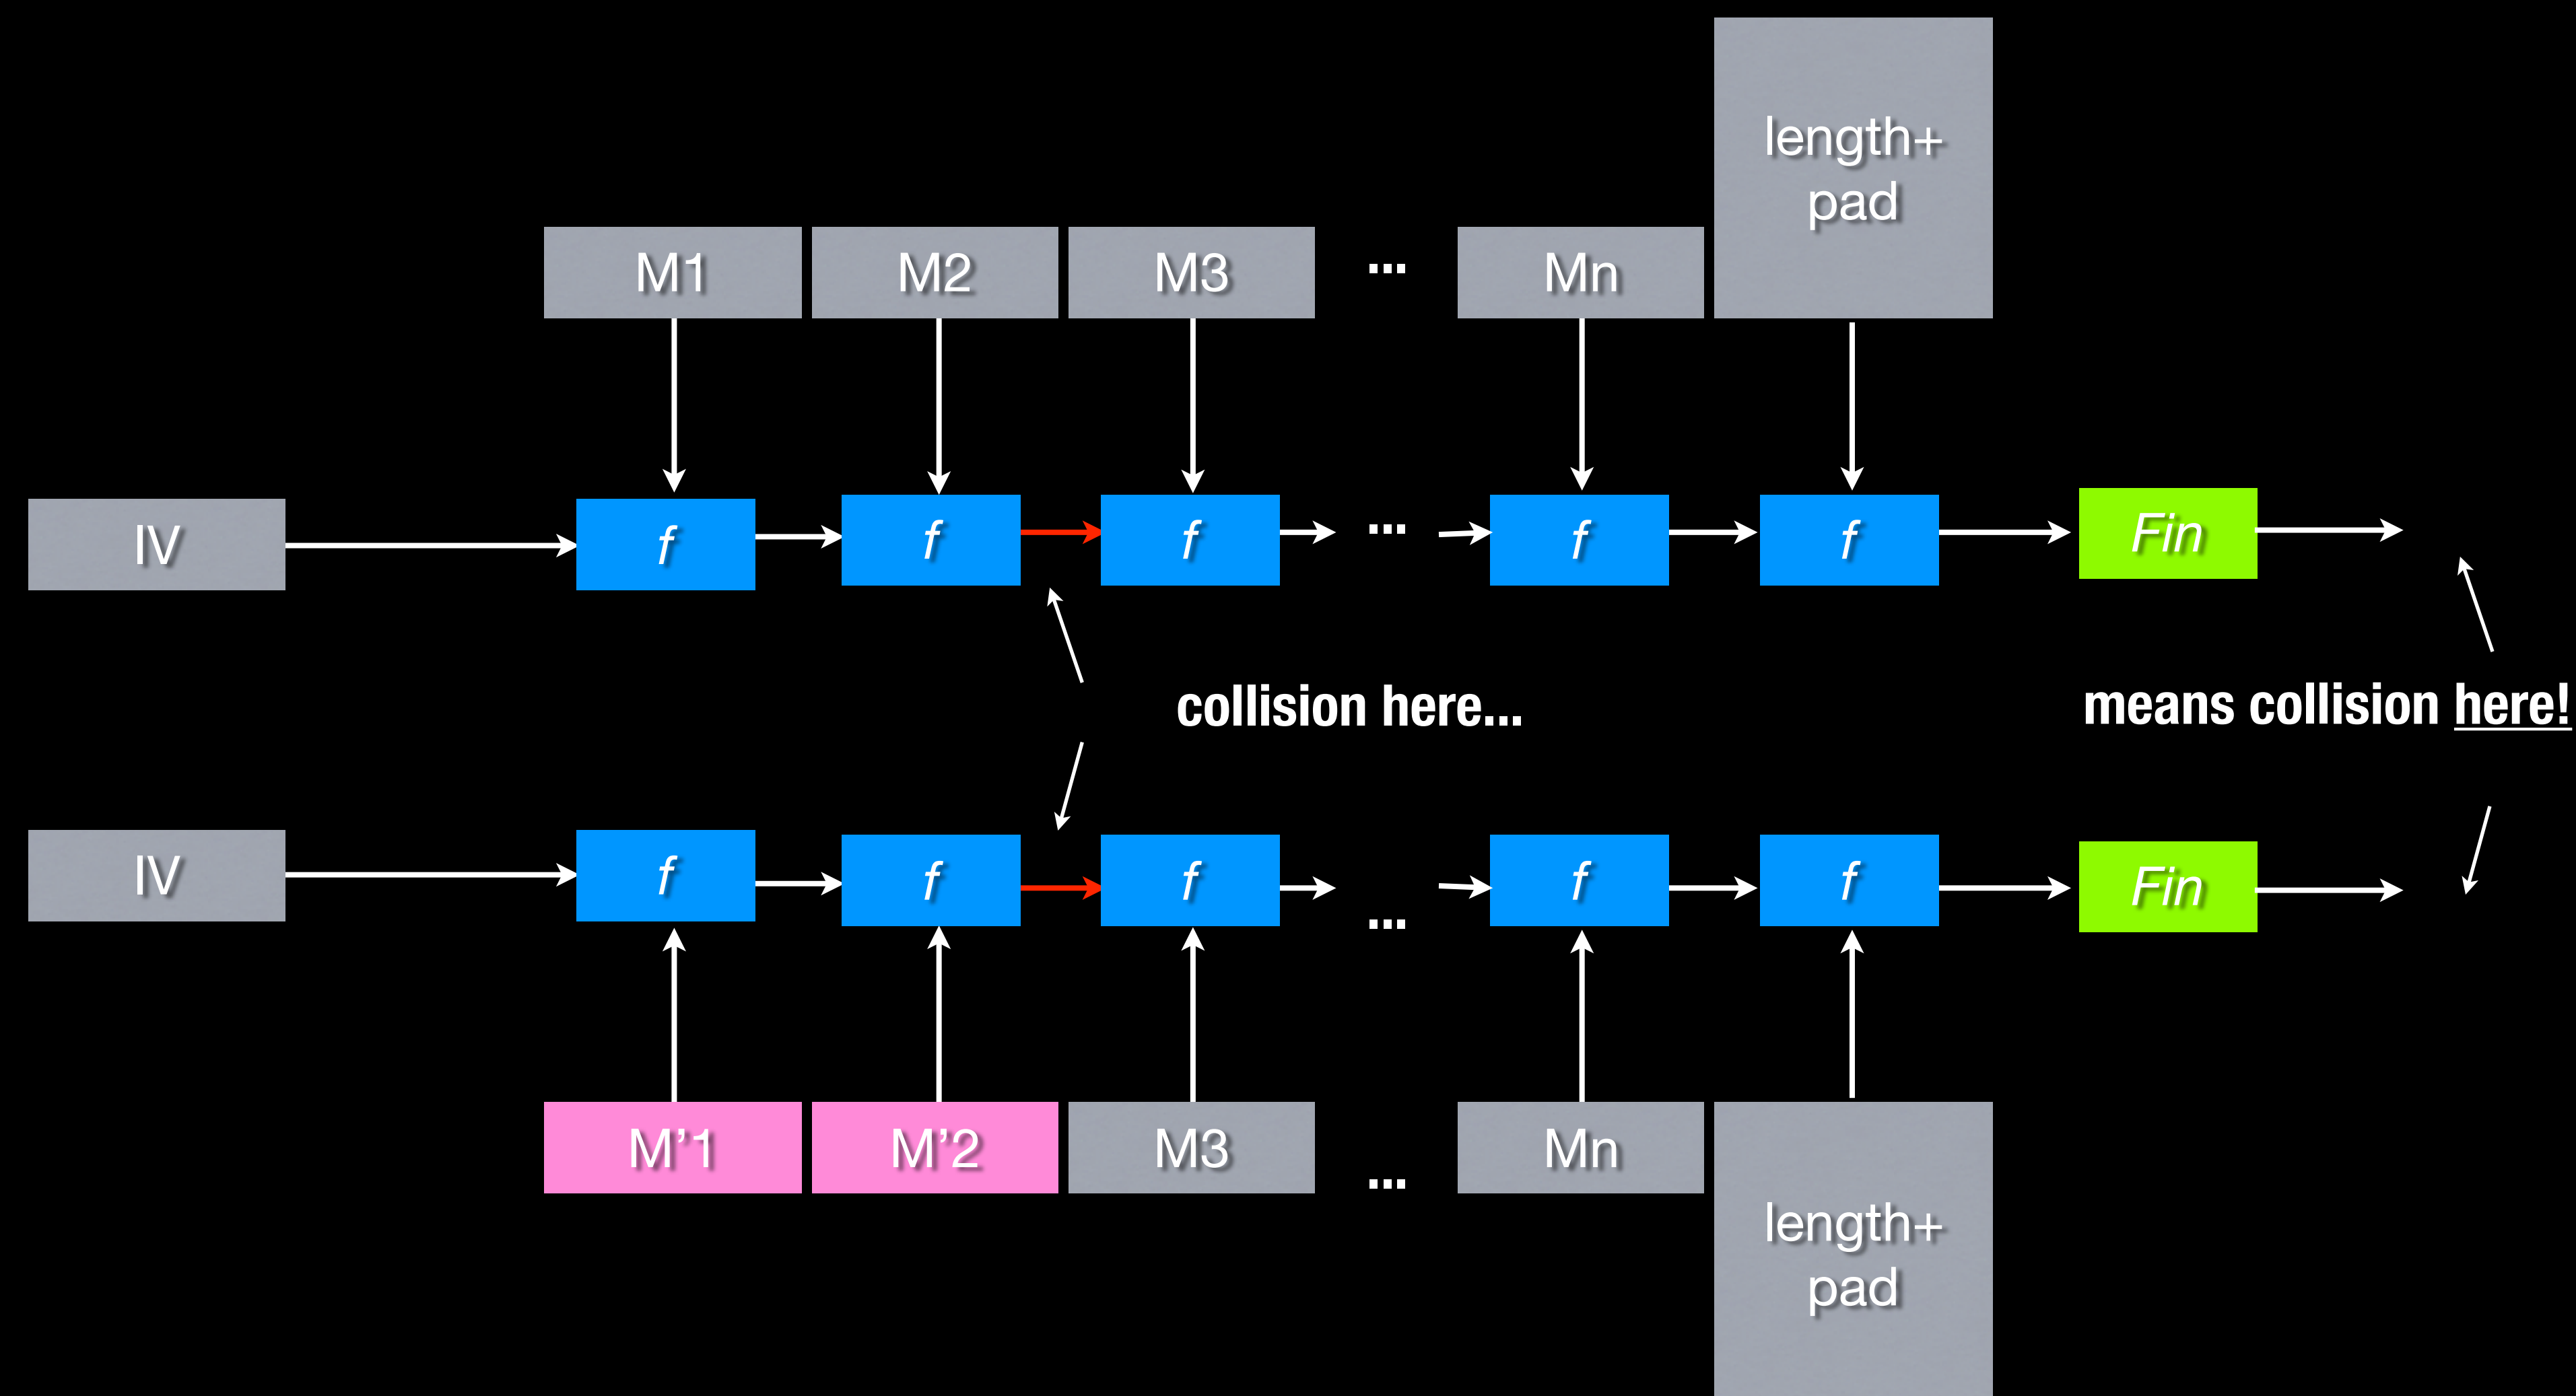 length+
pad
M1 M2 M3 ... Mn
IV f f f ... f f Fin
collision here...
means collision here!
IV f f f ... f f Fin
M’1 M’2 M3 ... Mn
length+
pad